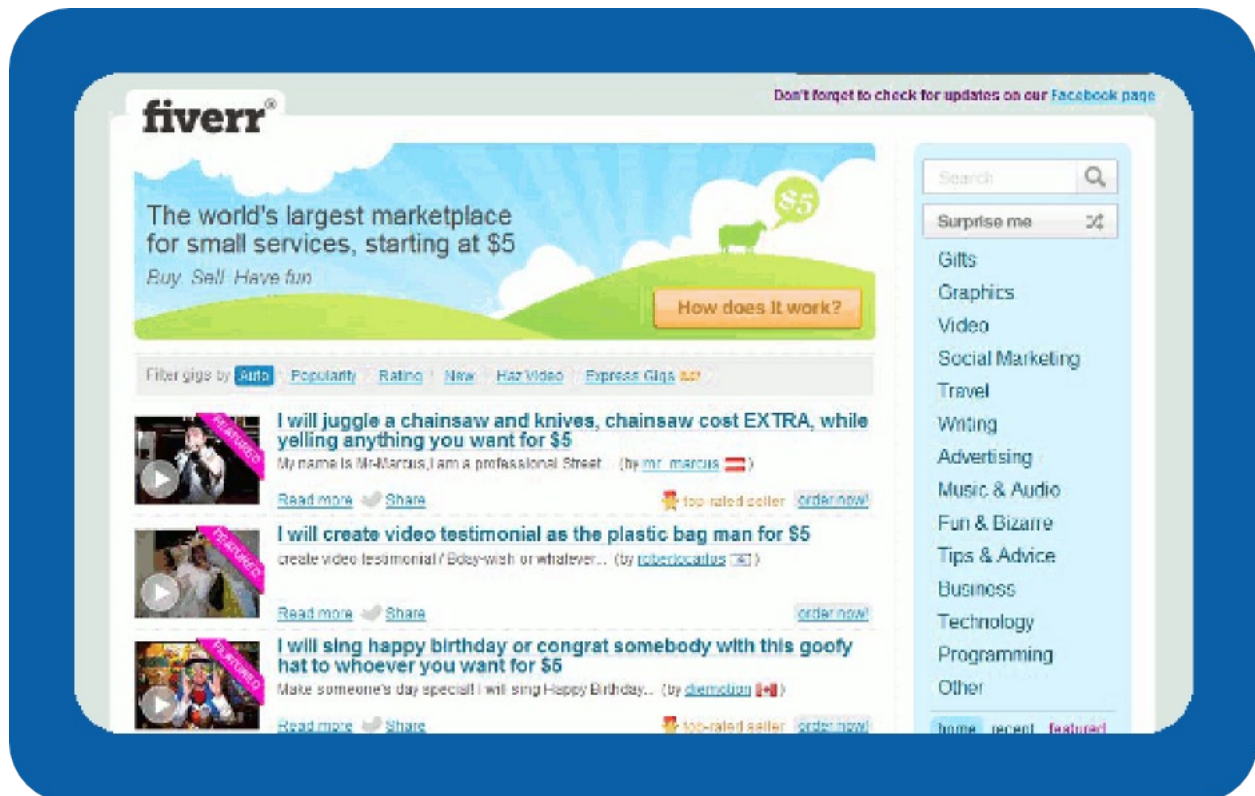 Don't forget to check for updates on our Facebook page
fiverr®
The world's largest marketplace
for small services, starting at $5
Buy. Sell. Have fun
$5
How does it work?
Filter gigs by Auto Popularity Rating New Haz Video Express Gigs
FEATURED
I will juggle a chainsaw and knives, chainsaw cost EXTRA, while
yelling anything you want for $5
My name is Mr-Marcus,I am a professional Street... (by mr_marcus)
Read more Share top-rated seller order now!
FEATURED
I will create video testimonial as the plastic bag man for $5
create video testimonial / Bday-wish or whatever... (by robertocarlos)
Read more Share order now!
FEATURED
I will sing happy birthday or congrat somebody with this goofy
hat to whoever you want for $5
Make someone's day special! I will sing Happy Birthday... (by diemotion)
Read more Share top-rated seller order now!
Search
Surprise me
Gifts
Graphics
Video
Social Marketing
Travel
Writing
Advertising
Music & Audio
Fun & Bizarre
Tips & Advice
Business
Technology
Programming
Other
home recent featured